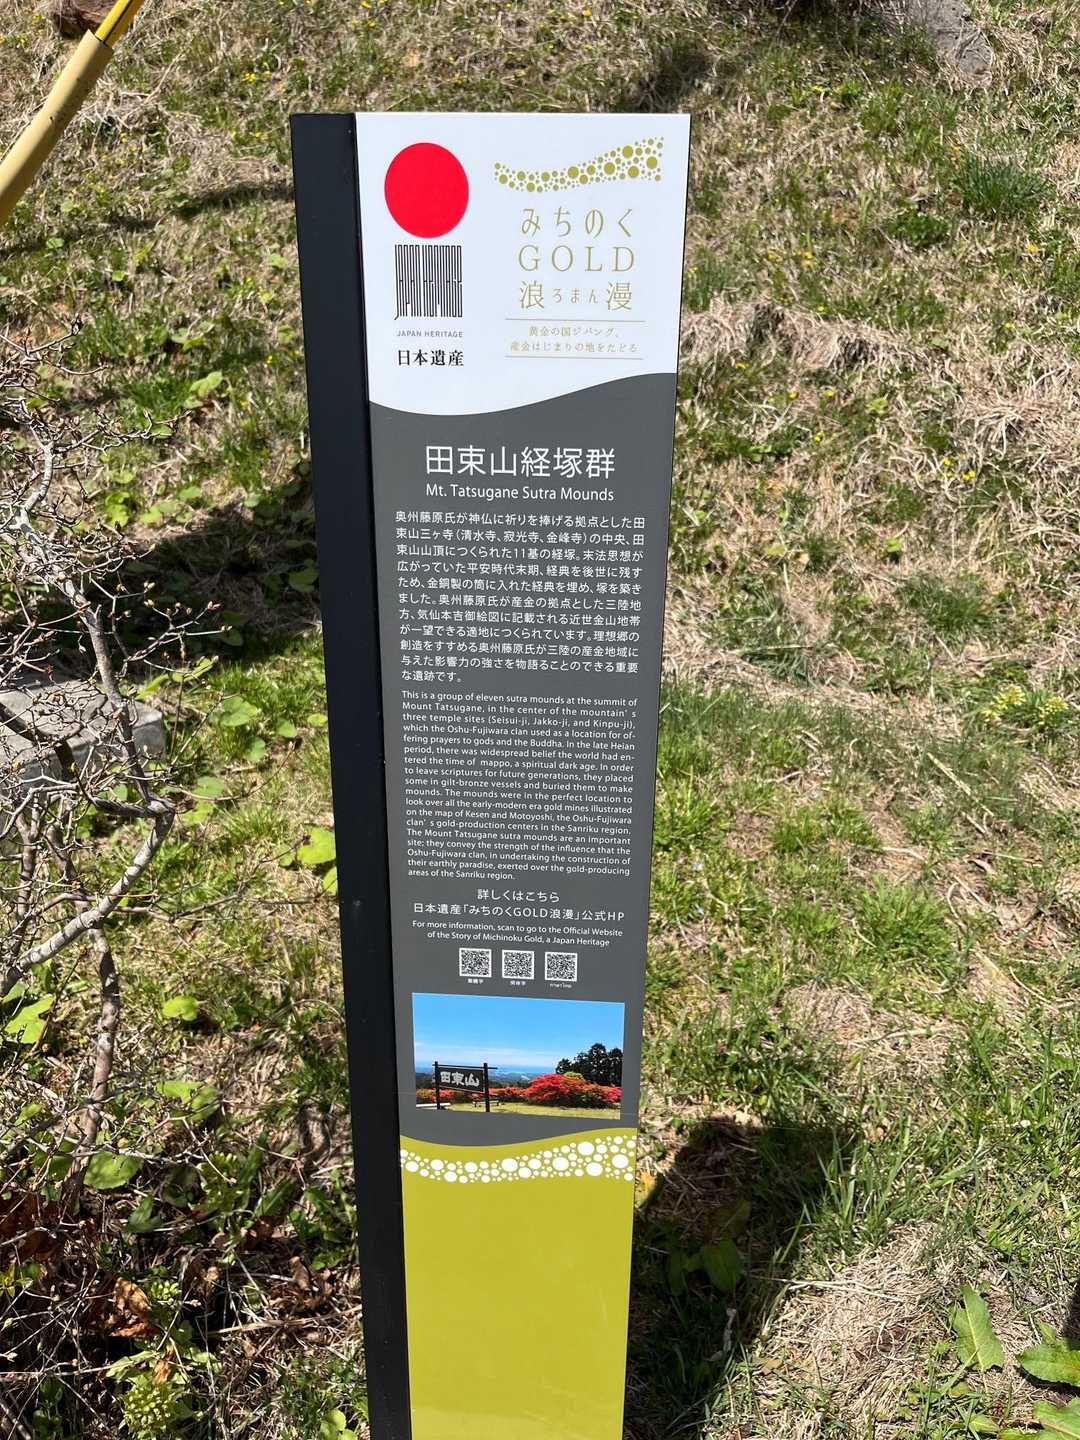 みちのく
GOLD
浪ろまん漫
黄金の国ジパング、
産金はじまりの地をたどる
JAPAN HERITAGE
JAPAN HERITAGE
日本遺産
田束山経塚群
Mt. Tatsugane Sutra Mounds
奥州藤原氏が神仏に祈りを捧げる拠点とした田
束山三ヶ寺（清水寺、寂光寺、金峰寺）の中央、田
束山山頂につくられた11基の経塚。末法思想が
広がっていた平安時代末期、経典を後世に残す
ため、金銅製の筒に入れた経典を埋め、塚を築き
ました。奥州藤原氏が産金の拠点とした三陸地
方、気仙本吉御絵図に記載される近世金山地帯
が一望できる適地につくられています。理想郷の
創造をすすめる奥州藤原氏が三陸の産金地域に
与えた影響力の強さを物語ることのできる重要
な遺跡です。
This is a group of eleven sutra mounds at the summit of
Mount Tatsugane, in the center of the mountain's
three temple sites (Seisui-ji, Jakko-ji, and Kinpu-ji),
which the Oshu-Fujiwara clan used as a location for of-
fering prayers to gods and the Buddha. In the late Heian
period, there was widespread belief the world had en-
tered the time of mappo, a spiritual dark age. In order
to leave scriptures for future generations, they placed
some in gilt-bronze vessels and buried them to make
mounds. The mounds were in the perfect location to
look over all the early-modern era gold mines illustrated
on the map of Kesen and Motoyoshi, the Oshu-Fujiwara
clan's gold-production centers in the Sanriku region.
The Mount Tatsugane sutra mounds are an important
site; they convey the strength of the influence that the
Oshu-Fujiwara clan, in undertaking the construction of
their earthly paradise, exerted over the gold-producing
areas of the Sanriku region.
詳しくはこちら
日本遺産「みちのくGOLD浪漫」公式HP
For more information, scan to go to the Official Website
of the Story of Michinoku Gold, a Japan Heritage
繁體字 简体字 ภาษาไทย
田束山